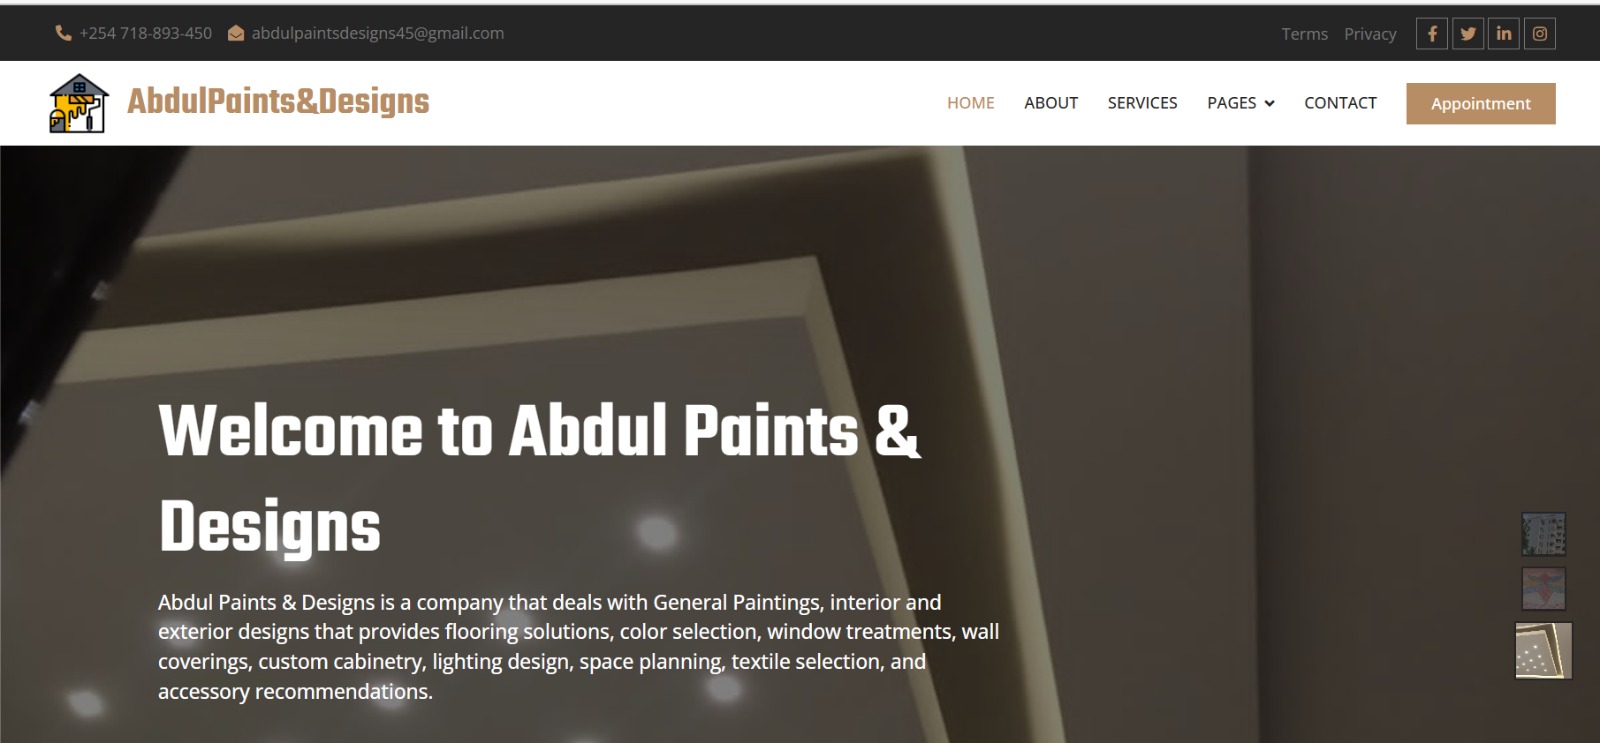 +254 718-893-450 abdulpaintsdesigns45@gmail.com Terms Privacy
AbdulPaints&Designs HOME ABOUT SERVICES PAGES CONTACT Appointment
Welcome to Abdul Paints &
Designs
Abdul Paints & Designs is a company that deals with General Paintings, interior and
exterior designs that provides flooring solutions, color selection, window treatments, wall
coverings, custom cabinetry, lighting design, space planning, textile selection, and
accessory recommendations.